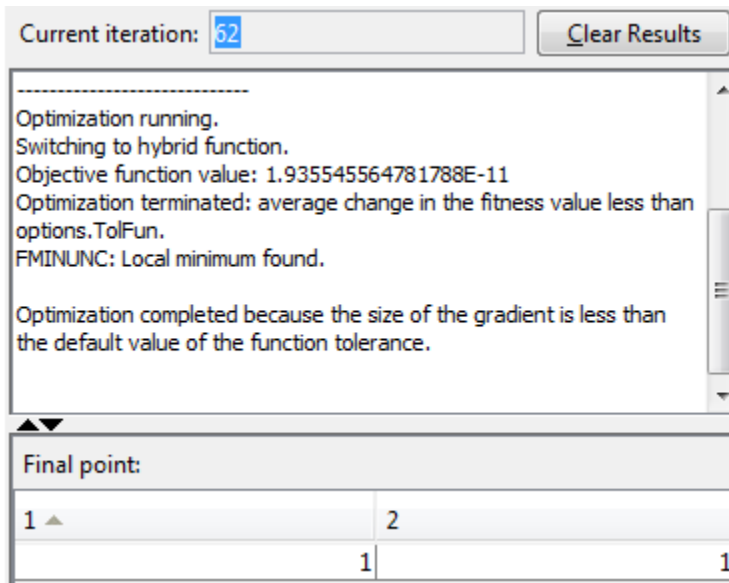 Current iteration: 62 Clear Results
------------------------------
Optimization running.
Switching to hybrid function.
Objective function value: 1.935545564781788E-11
Optimization terminated: average change in the fitness value less than
options.TolFun.
FMINUNC: Local minimum found.
Optimization completed because the size of the gradient is less than
the default value of the function tolerance.
Final point:
1 2
1 1